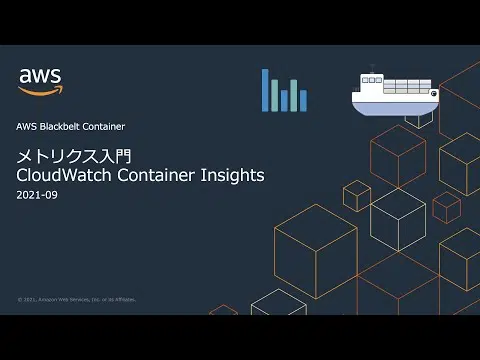 aws
AWS Blackbelt Container
メトリクス入門
CloudWatch Container Insights
2021-09
© 2021, Amazon Web Services, Inc. or its Affiliates.